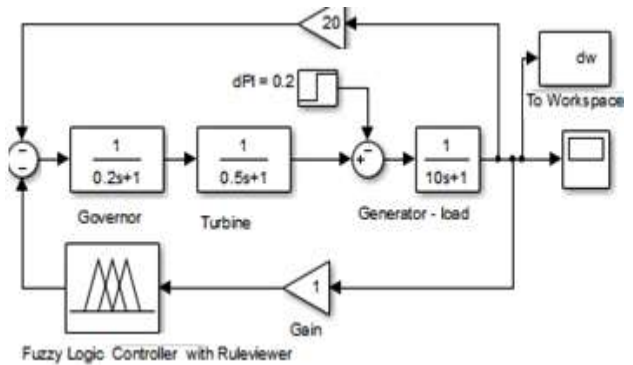 20
dPt = 0.2
dw
To Workspace
1
0.2s+1
1
0.5s+1
1
10s+1
Governor
Turbine
Generator - load
1
Gain
Fuzzy Logic Controller with Ruleviewer